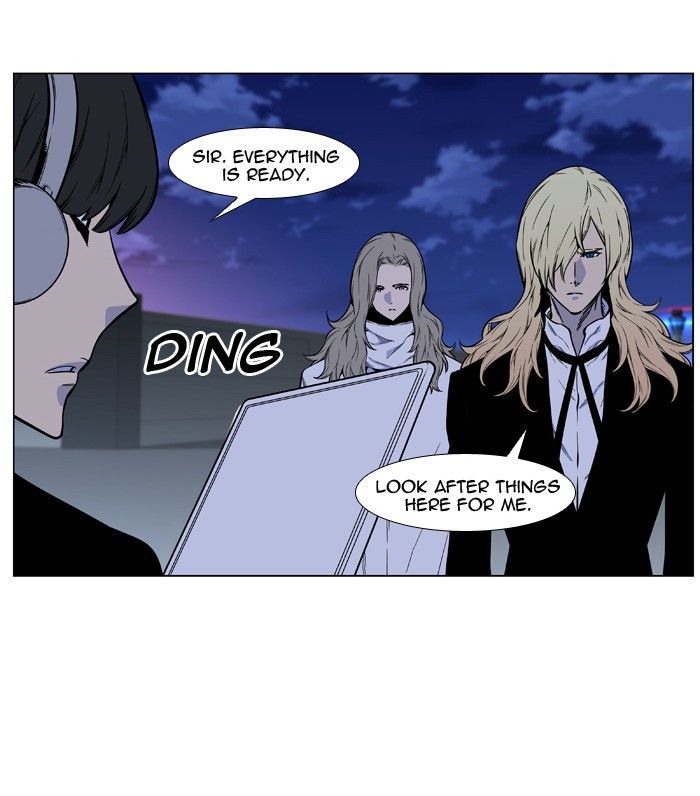 SIR. EVERYTHING
IS READY.
DING
LOOK AFTER THINGS
HERE FOR ME.